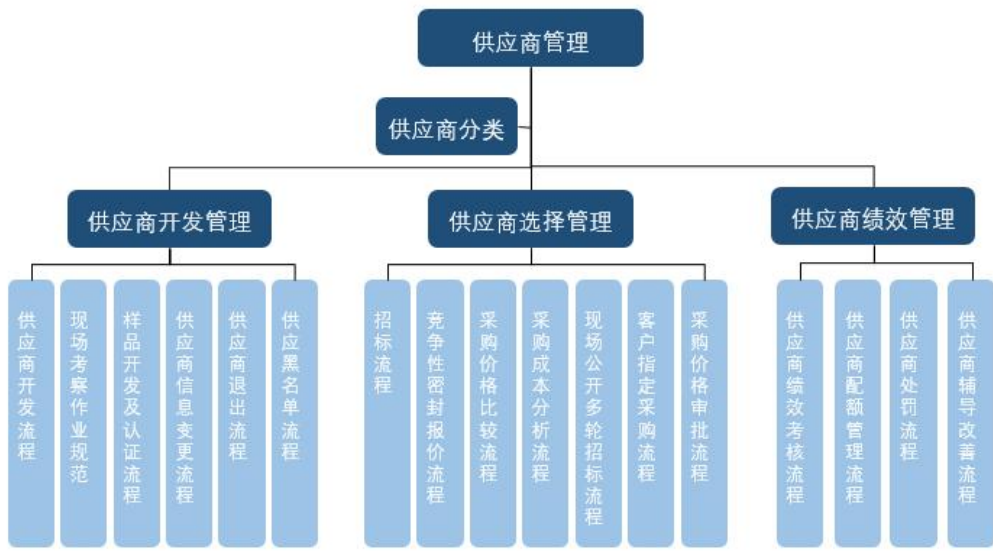 供应商管理
供应商分类
供应商开发管理
供应商选择管理
供应商绩效管理
供应商开发流程
现场考察作业规范
样品开发及认证流程
供应商信息变更流程
供应商退出流程
供应黑名单流程
招标流程
竞争性密封报价流程
采购价格比较流程
采购成本分析流程
现场公开多轮招标流程
客户指定采购流程
采购价格审批流程
供应商绩效考核流程
供应商配额管理流程
供应商处罚流程
供应商辅导改善流程